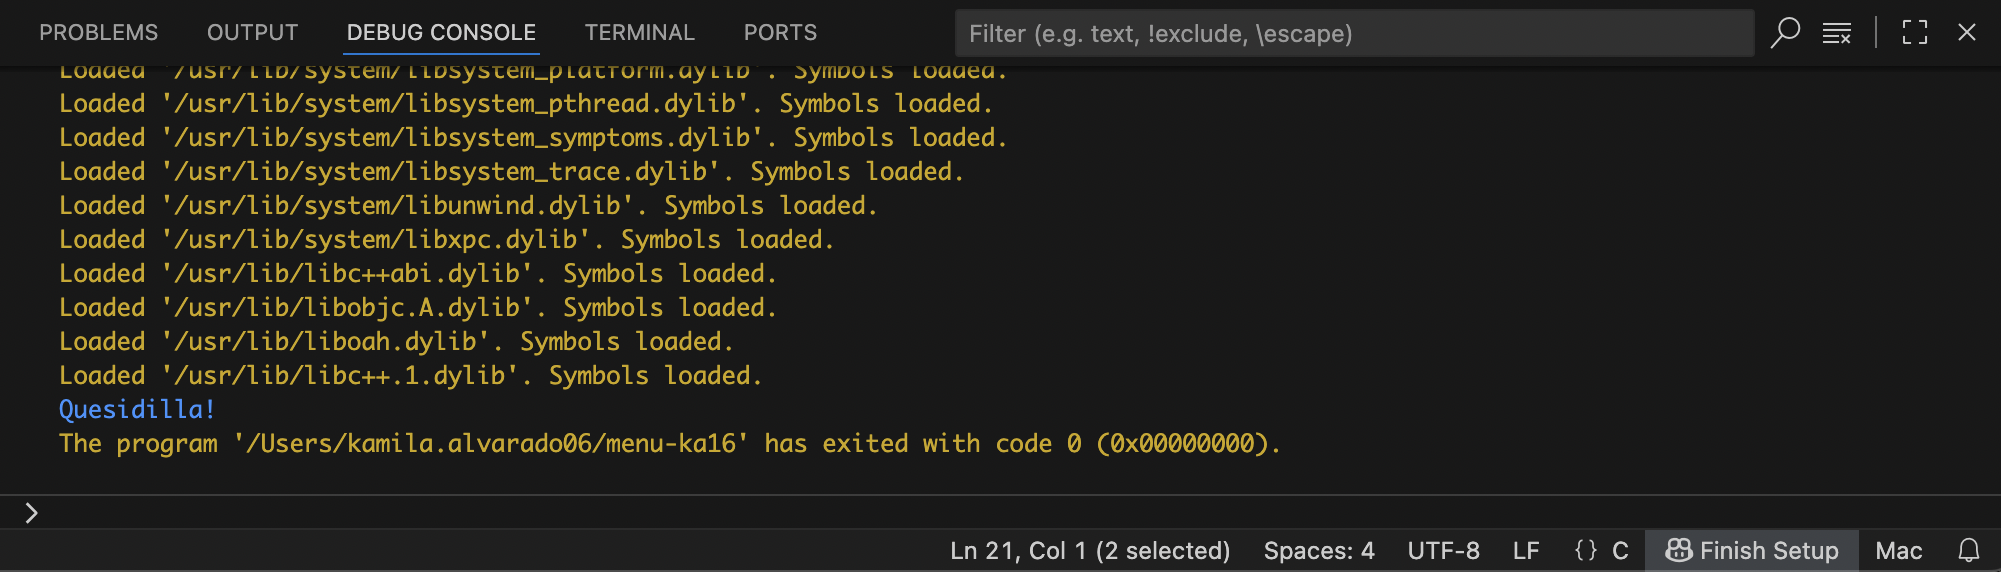 PROBLEMS OUTPUT DEBUG CONSOLE TERMINAL PORTS Filter (e.g. text, !exclude, \escape)
Loaded '/usr/lib/system/libsystem_platform.dylib'. Symbols loaded.
Loaded '/usr/lib/system/libsystem_pthread.dylib'. Symbols loaded.
Loaded '/usr/lib/system/libsystem_symptoms.dylib'. Symbols loaded.
Loaded '/usr/lib/system/libsystem_trace.dylib'. Symbols loaded.
Loaded '/usr/lib/system/libunwind.dylib'. Symbols loaded.
Loaded '/usr/lib/system/libxpc.dylib'. Symbols loaded.
Loaded '/usr/lib/libc++abi.dylib'. Symbols loaded.
Loaded '/usr/lib/libobjc.A.dylib'. Symbols loaded.
Loaded '/usr/lib/liboah.dylib'. Symbols loaded.
Loaded '/usr/lib/libc++.1.dylib'. Symbols loaded.
Quesidilla!
The program '/Users/kamila.alvarado06/menu-ka16' has exited with code 0 (0x00000000).
Ln 21, Col 1 (2 selected) Spaces: 4 UTF-8 LF {} C Finish Setup Mac